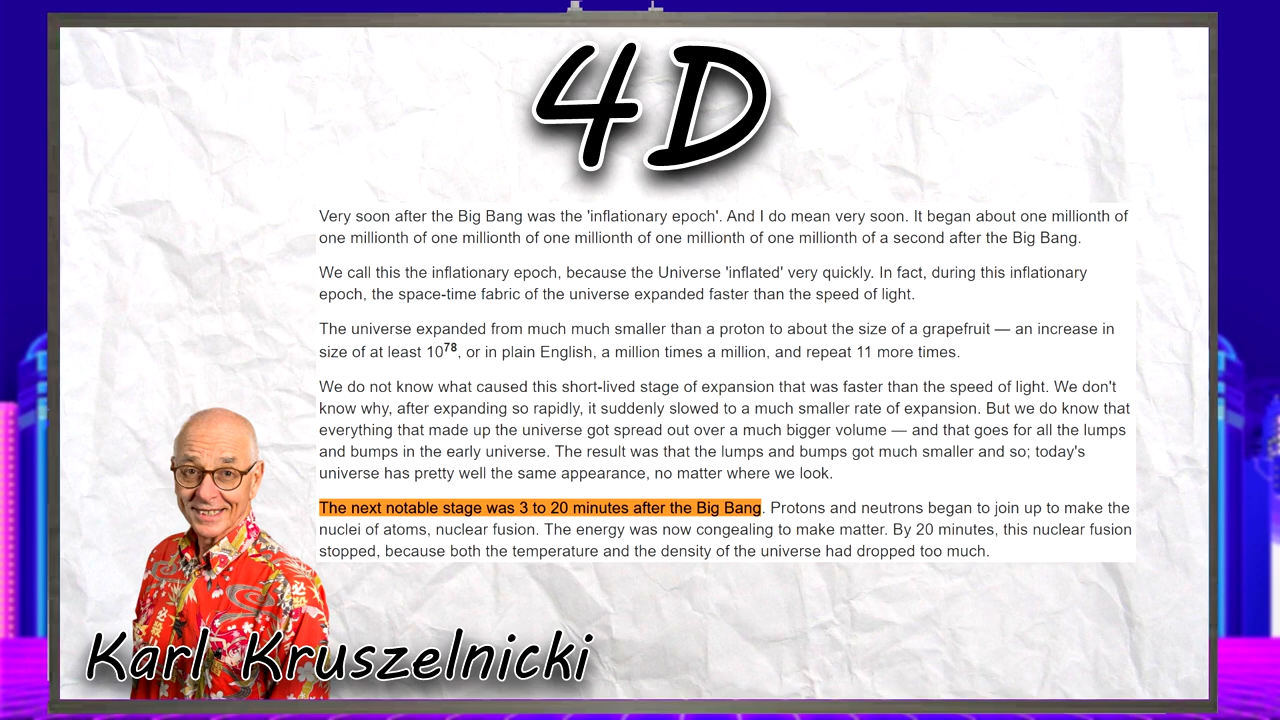 4D
Very soon after the Big Bang was the 'inflationary epoch'. And I do mean very soon. It began about one millionth of
one millionth of one millionth of one millionth of one millionth of one millionth of a second after the Big Bang.
We call this the inflationary epoch, because the Universe 'inflated' very quickly. In fact, during this inflationary
epoch, the space-time fabric of the universe expanded faster than the speed of light.
The universe expanded from much much smaller than a proton to about the size of a grapefruit — an increase in
size of at least 10⁷⁸, or in plain English, a million times a million, and repeat 11 more times.
We do not know what caused this short-lived stage of expansion that was faster than the speed of light. We don't
know why, after expanding so rapidly, it suddenly slowed to a much smaller rate of expansion. But we do know that
everything that made up the universe got spread out over a much bigger volume — and that goes for all the lumps
and bumps in the early universe. The result was that the lumps and bumps got much smaller and so; today's
universe has pretty well the same appearance, no matter where we look.
The next notable stage was 3 to 20 minutes after the Big Bang. Protons and neutrons began to join up to make the
nuclei of atoms, nuclear fusion. The energy was now congealing to make matter. By 20 minutes, this nuclear fusion
stopped, because both the temperature and the density of the universe had dropped too much.
Karl Kruszelnicki